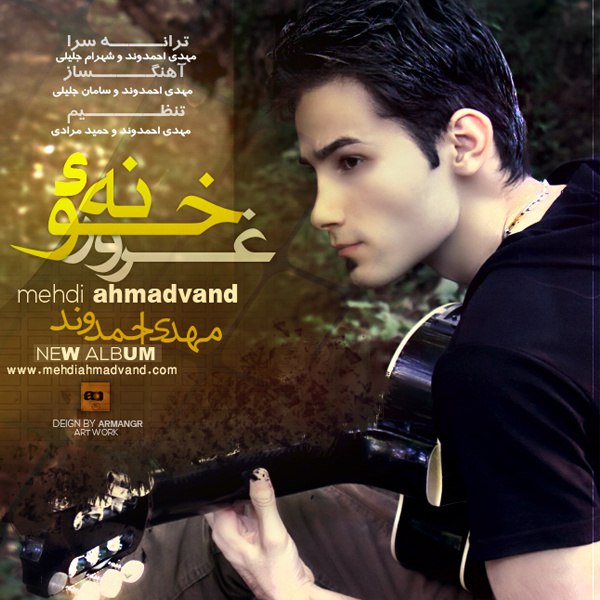 ترانه سرا
مهدی احمدوند و شهرام جلیلی
آهنگساز
مهدی احمدوند و سامان جلیلی
تنظیم
مهدی احمدوند و حمید مرادی
خونه ی
غرور
mehdi ahmadvand
مهدی احمدوند
NEW ALBUM
www.mehdiahmadvand.com
DEIGN BY ARMANGR
ART WORK